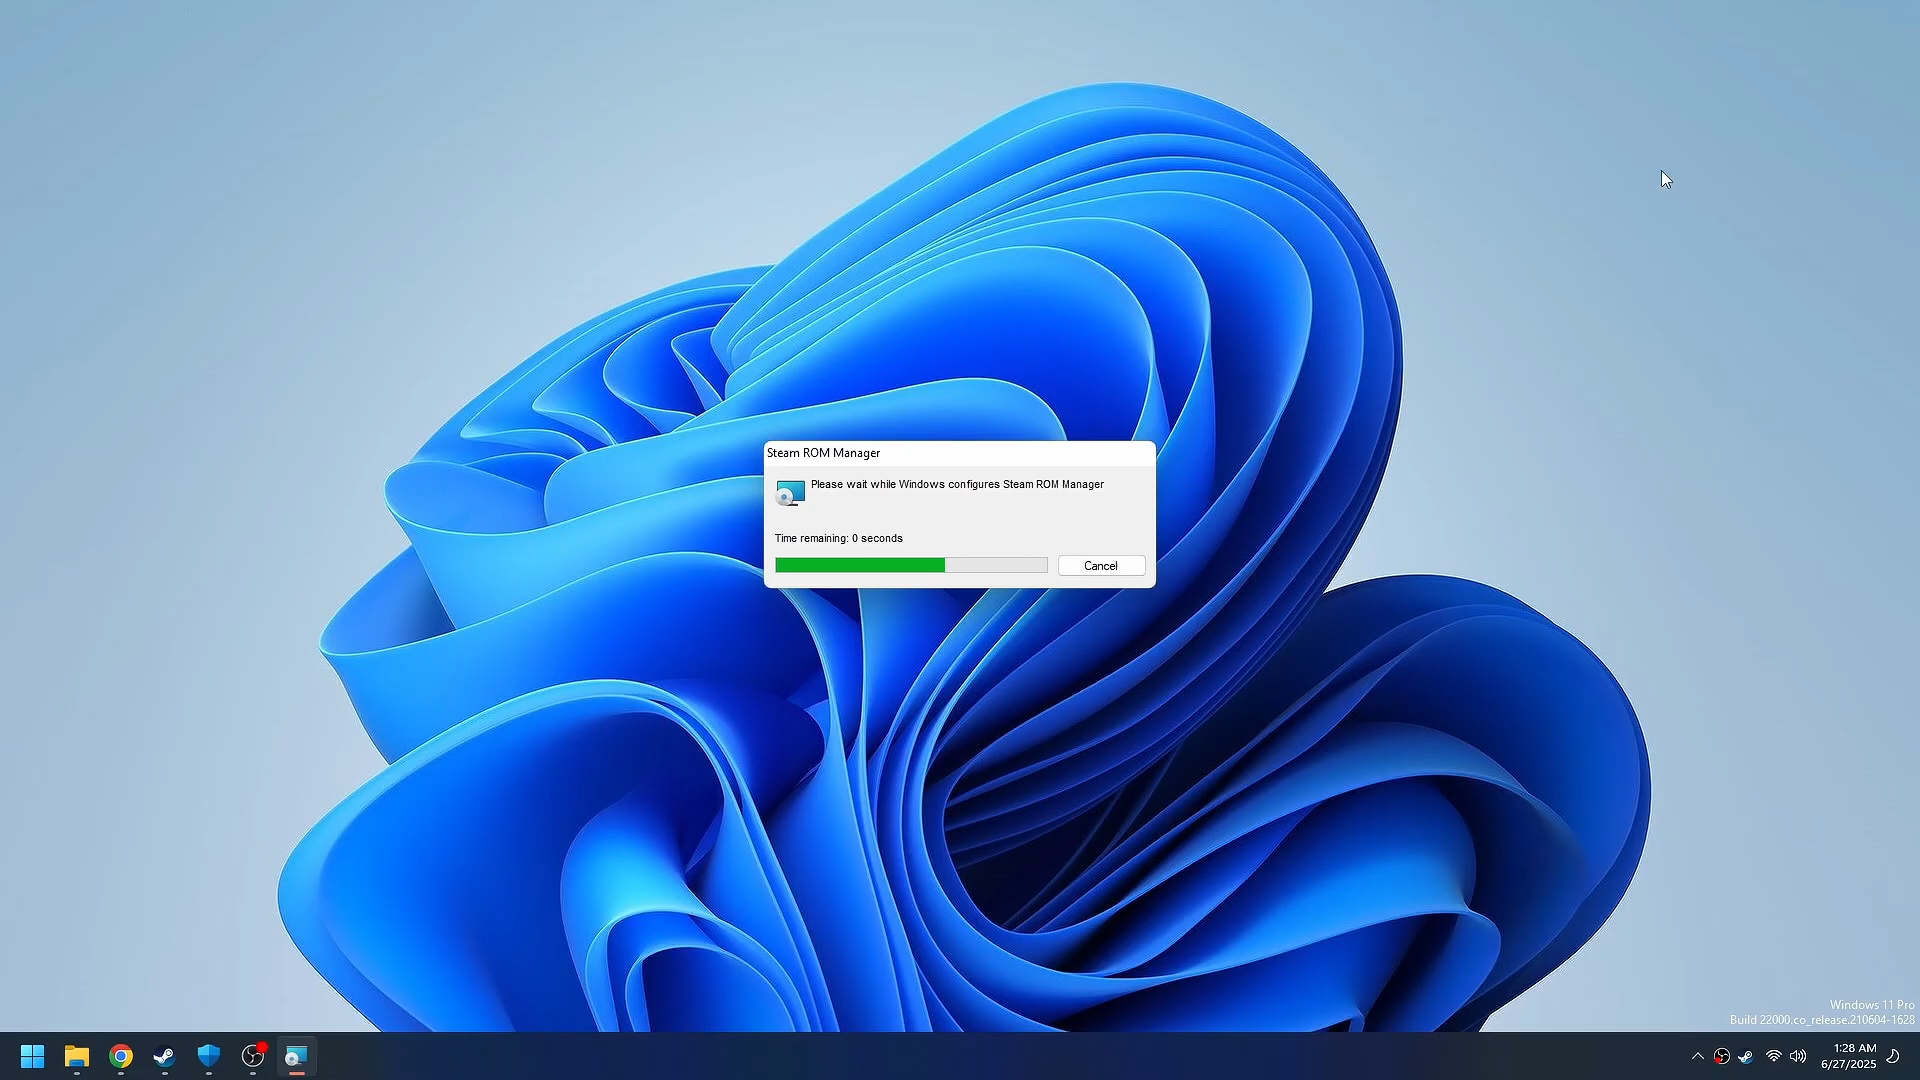 Steam ROM Manager
Please wait while Windows configures Steam ROM Manager
Time remaining: 0 seconds
Cancel
Windows 11 Pro
Build 22000.co_release.210604-1628
1:28 AM
6/27/2025